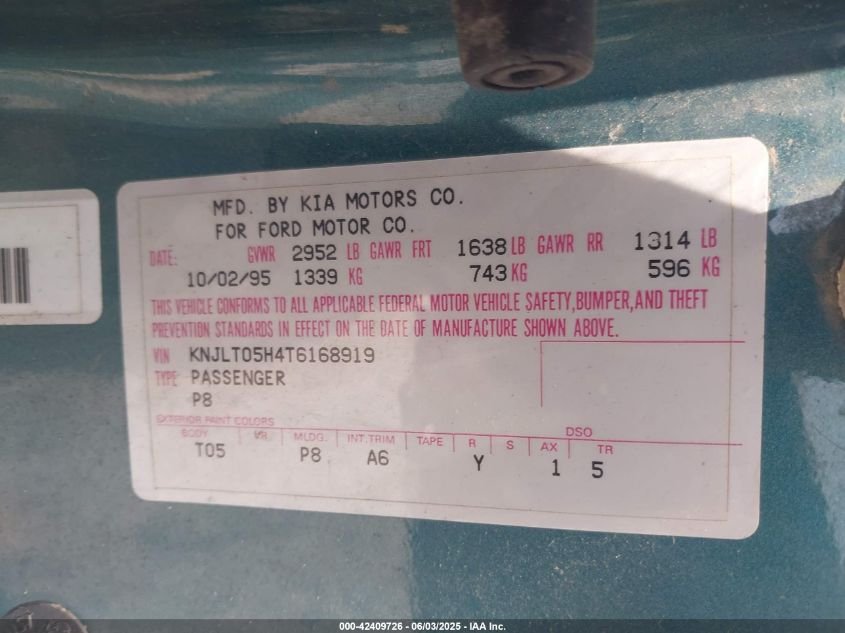 MFD. BY KIA MOTORS CO.
FOR FORD MOTOR CO.
DATE: GVWR 2952 LB GAWR FRT 1638 LB GAWR RR 1314 LB
10/02/95 1339 KG 743 KG 596 KG
THIS VEHICLE CONFORMS TO ALL APPLICABLE FEDERAL MOTOR VEHICLE SAFETY, BUMPER, AND THEFT
PREVENTION STANDARDS IN EFFECT ON THE DATE OF MANUFACTURE SHOWN ABOVE.
VIN KNJLT05H4T6168919
TYPE PASSENGER
P8
EXTERIOR PAINT COLORS DSO
BODY VR MLDG. INT.TRIM TAPE R S AX TR
T05 P8 A6 Y 1 5
000-42409726 - 06/03/2025 - IAA Inc.